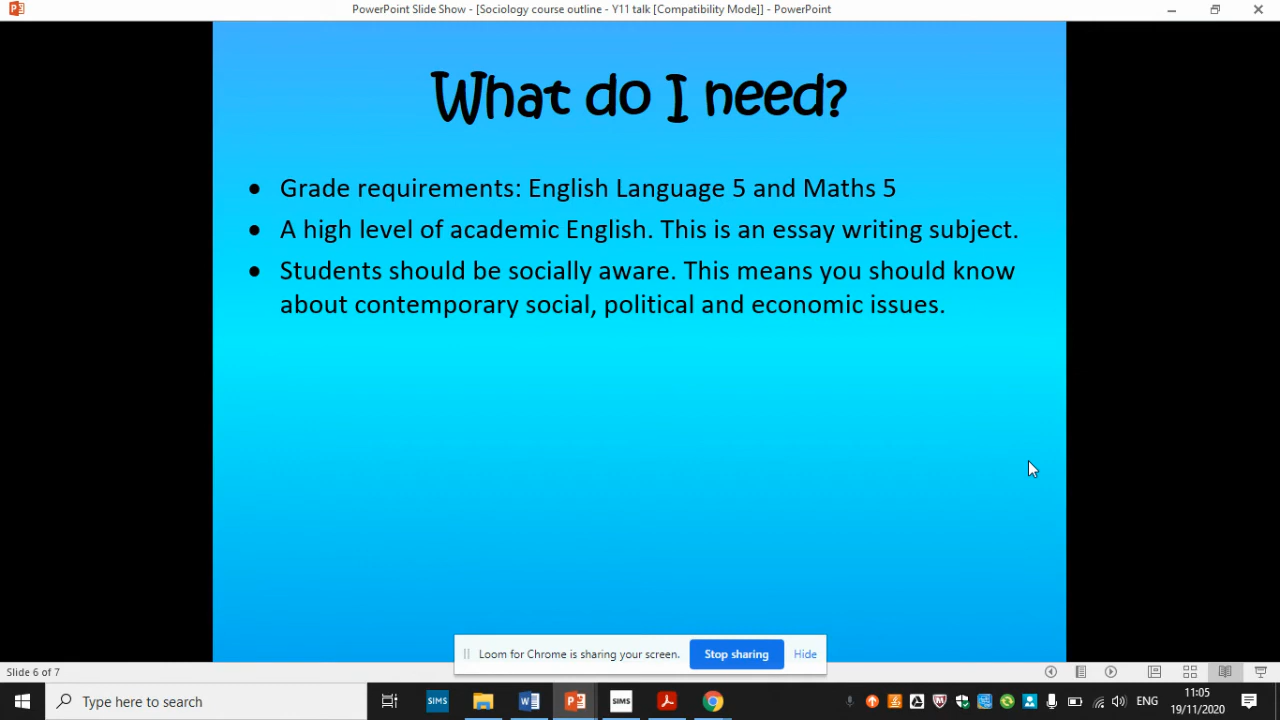 PowerPoint Slide Show - [Sociology course outline - Y11 talk [Compatibility Mode]] - PowerPoint
What do I need?
• Grade requirements: English Language 5 and Maths 5
• A high level of academic English. This is an essay writing subject.
• Students should be socially aware. This means you should know
about contemporary social, political and economic issues.
Loom for Chrome is sharing your screen. Stop sharing Hide
Slide 6 of 7
Type here to search
SIMS
SIMS
ENG
11:05
19/11/2020